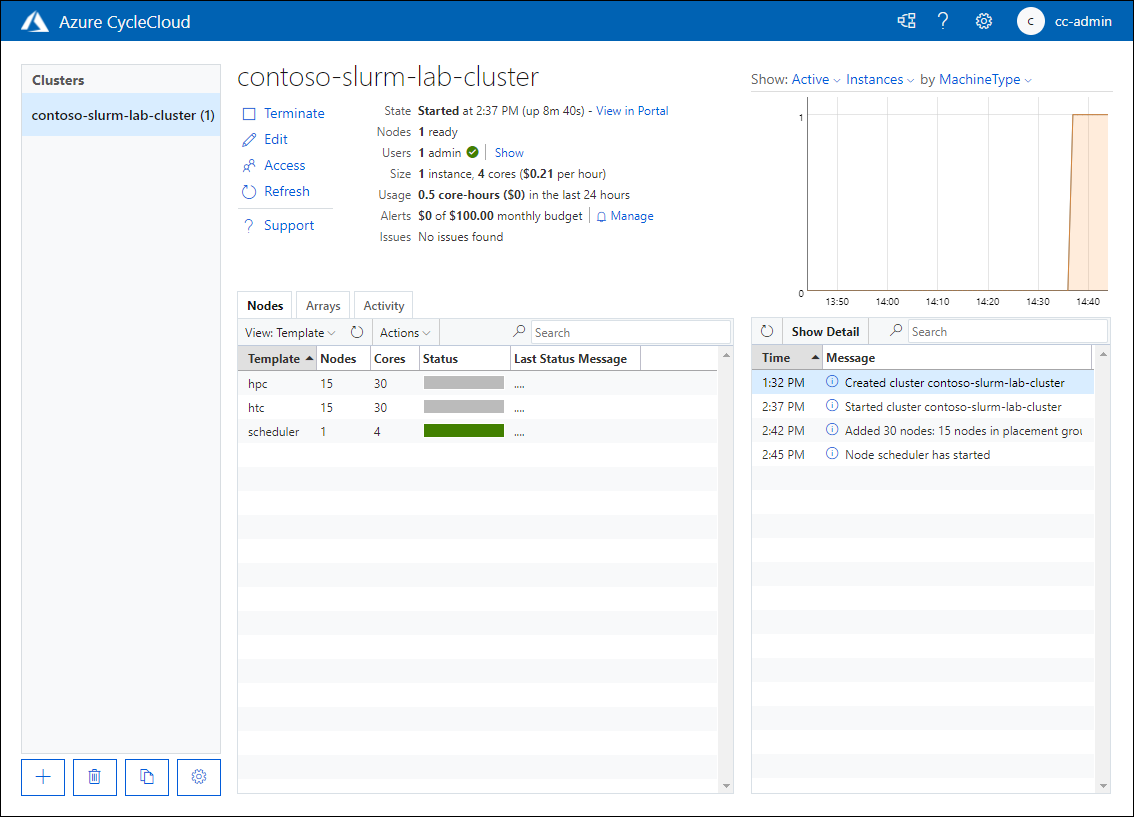 Azure CycleCloud
C cc-admin
Clusters
contoso-slurm-lab-cluster (1)
contoso-slurm-lab-cluster
Terminate
Edit
Access
Refresh
Support
State Started at 2:37 PM (up 8m 40s) - View in Portal
Nodes 1 ready
Users 1 admin Show
Size 1 instance, 4 cores ($0.21 per hour)
Usage 0.5 core-hours ($0) in the last 24 hours
Alerts $0 of $100.00 monthly budget Manage
Issues No issues found
Show: Active Instances by MachineType
1
0
13:50 14:00 14:10 14:20 14:30 14:40
Nodes Arrays Activity
View: Template Actions Search
Template Nodes Cores Status Last Status Message
hpc 15 30 ....
htc 15 30 ....
scheduler 1 4 ....
Show Detail Search
Time Message
1:32 PM Created cluster contoso-slurm-lab-cluster
2:37 PM Started cluster contoso-slurm-lab-cluster
2:42 PM Added 30 nodes: 15 nodes in placement grou
2:45 PM Node scheduler has started